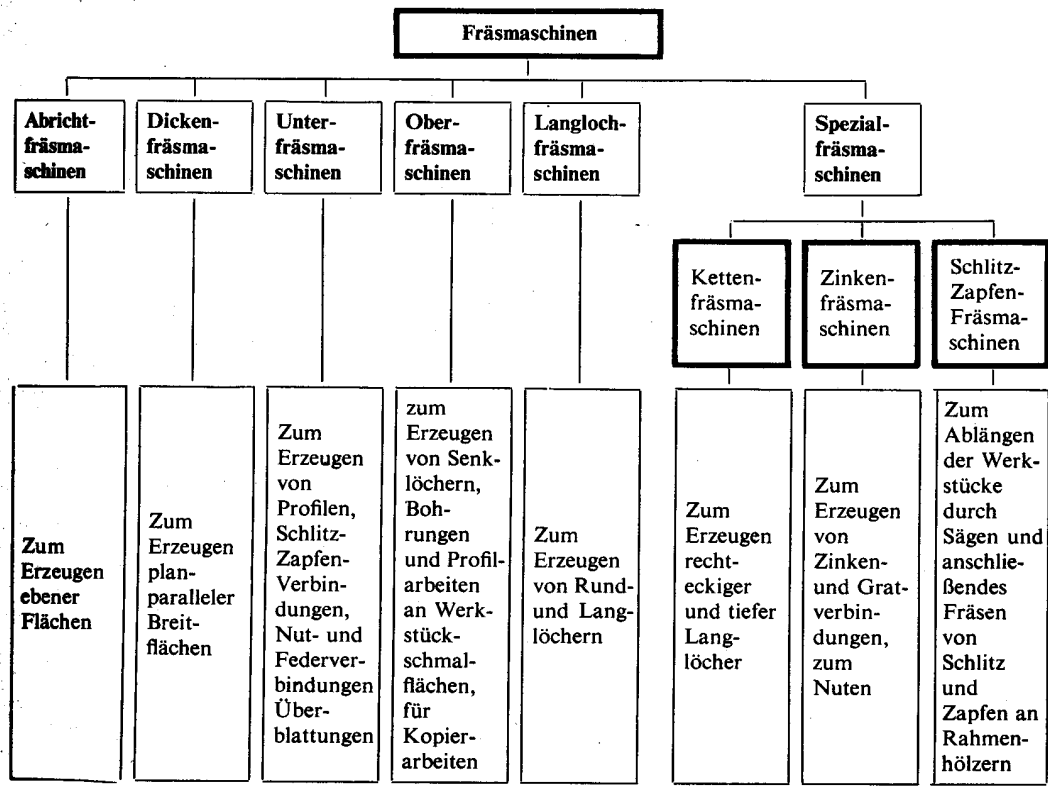 Fräsmaschinen
Abricht-
fräsma-
schinen
Dicken-
fräsma-
schinen
Unter-
fräsma-
schinen
Ober-
fräsma-
schinen
Langloch-
fräsma-
schinen
Spezial-
fräsma-
schinen
Ketten-
fräsma-
schinen
Zinken-
fräsma-
schinen
Schlitz-
Zapfen-
Fräsma-
schinen
Zum
Erzeugen
ebener
Flächen
Zum
Erzeugen
plan-
paralleler
Breit-
flächen
Zum
Erzeugen
von
Profilen,
Schlitz-
Zapfen-
Verbin-
dungen,
Nut- und
Federver-
bindungen
Über-
blattungen
zum
Erzeugen
von Senk-
löchern,
Boh-
rungen
und Profil-
arbeiten
an Werk-
stück-
schmal-
flächen,
für
Kopier-
arbeiten
Zum
Erzeugen
von Rund-
und Lang-
löchern
Zum
Erzeugen
recht-
eckiger
und tiefer
Lang-
löcher
Zum
Erzeugen
von
Zinken-
und Grat-
verbin-
dungen,
zum
Nuten
Zum
Ablängen
der Werk-
stücke
durch
Sägen und
anschlie-
ßendes
Fräsen
von
Schlitz
und
Zapfen an
Rahmen-
hölzern